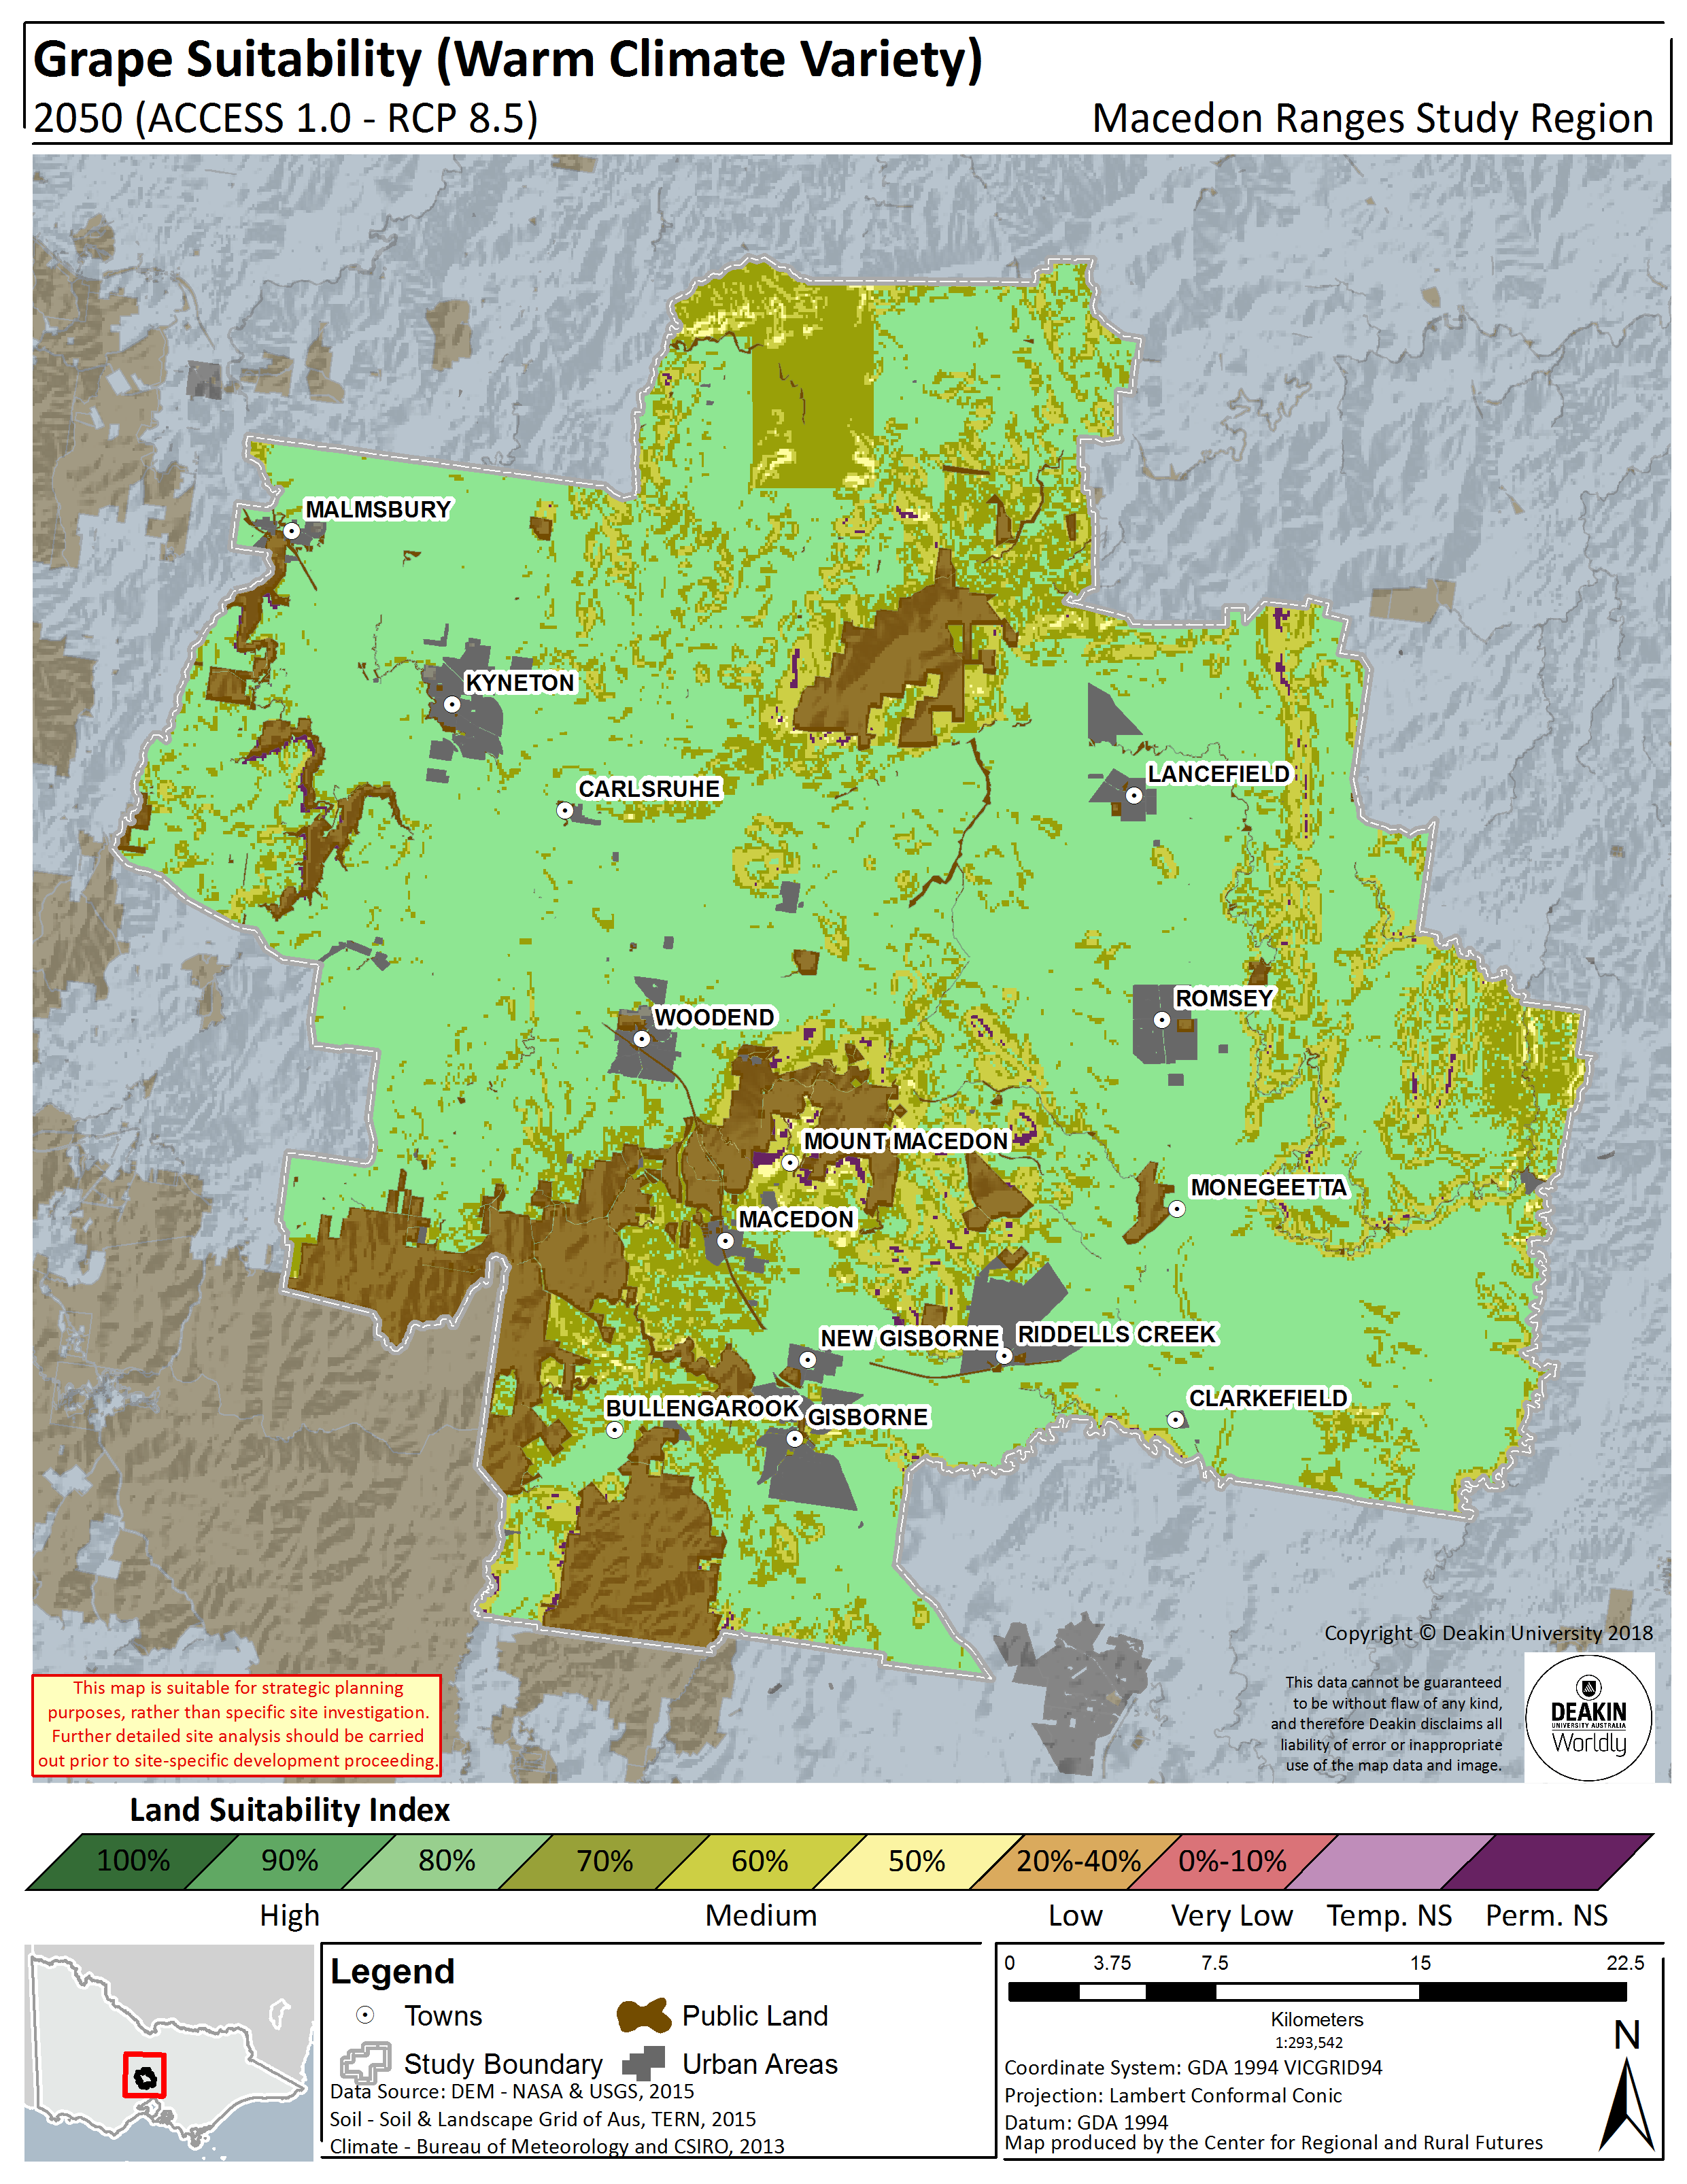 Grape Suitability (Warm Climate Variety)
2050 (ACCESS 1.0 - RCP 8.5)
Macedon Ranges Study Region
MALMSBURY
KYNETON
CARLSRUHE
LANCEFIELD
ROMSEY
WOODEND
MOUNT MACEDON
MONEGEETTA
MACEDON
NEW GISBORNE
RIDDELLS CREEK
CLARKEFIELD
BULLENGAROOK
GISBORNE
Copyright © Deakin University 2018
This map is suitable for strategic planning
purposes, rather than specific site investigation.
Further detailed site analysis should be carried
out prior to site-specific development proceeding.
This data cannot be guaranteed
to be without flaw of any kind,
and therefore Deakin disclaims all
liability of error or inappropriate
use of the map data and image.
DEAKIN
UNIVERSITY AUSTRALIA
Worldly
Land Suitability Index
100% 90% 80% 70% 60% 50% 20%-40% 0%-10%
High Medium Low Very Low Temp. NS Perm. NS
Legend
Towns
Public Land
Study Boundary
Urban Areas
Data Source: DEM - NASA & USGS, 2015
Soil - Soil & Landscape Grid of Aus, TERN, 2015
Climate - Bureau of Meteorology and CSIRO, 2013
0 3.75 7.5 15 22.5
Kilometers
1:293,542
Coordinate System: GDA 1994 VICGRID94
Projection: Lambert Conformal Conic
Datum: GDA 1994
Map produced by the Center for Regional and Rural Futures
N